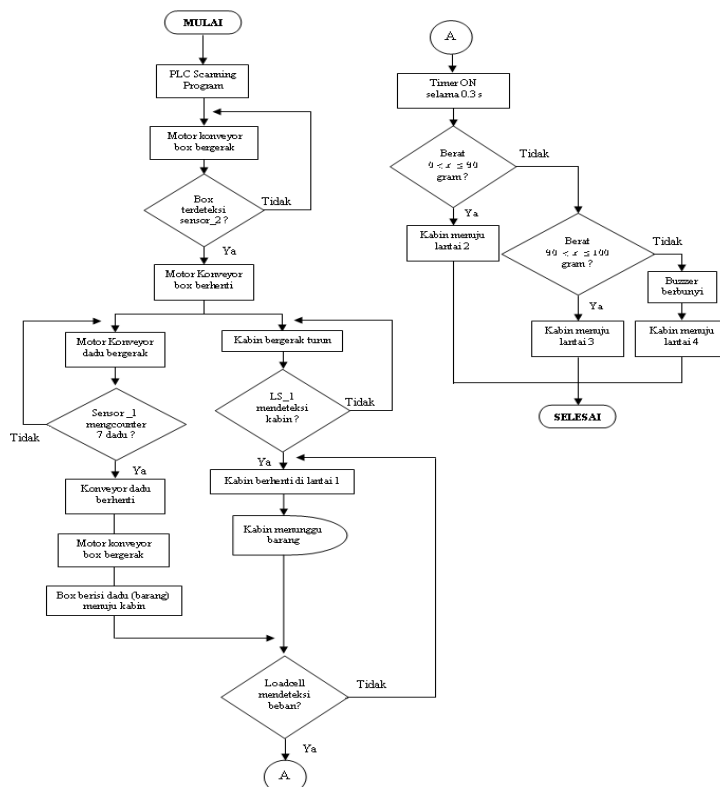 MULAI
PLC Scanning
Program
Motor konveyor
box bergerak
Box
terdeteksi
sensor_2 ?
Tidak
Ya
Motor Konveyor
box berhenti
Motor Konveyor
dadu bergerak
Sensor _1
mengcounter
7 dadu ?
Tidak
Ya
Konveyor dadu
berhenti
Motor konveyor
box bergerak
Box berisi dadu (barang)
menuju kabin
Kabin bergerak turun
LS_1
mendeteksi
kabin ?
Tidak
Ya
Kabin berhenti di lantai 1
Kabin menunggu
barang
Loadcell
mendeteksi
beban?
Tidak
Ya
A
A
Timer ON
selama 0.3 s
Berat
0 < x ≤ 90
gram ?
Tidak
Ya
Kabin menuju
lantai 2
Berat
90 < x ≤ 100
gram ?
Tidak
Ya
Buzzer
berbunyi
Kabin menuju
lantai 3
Kabin menuju
lantai 4
SELESAI